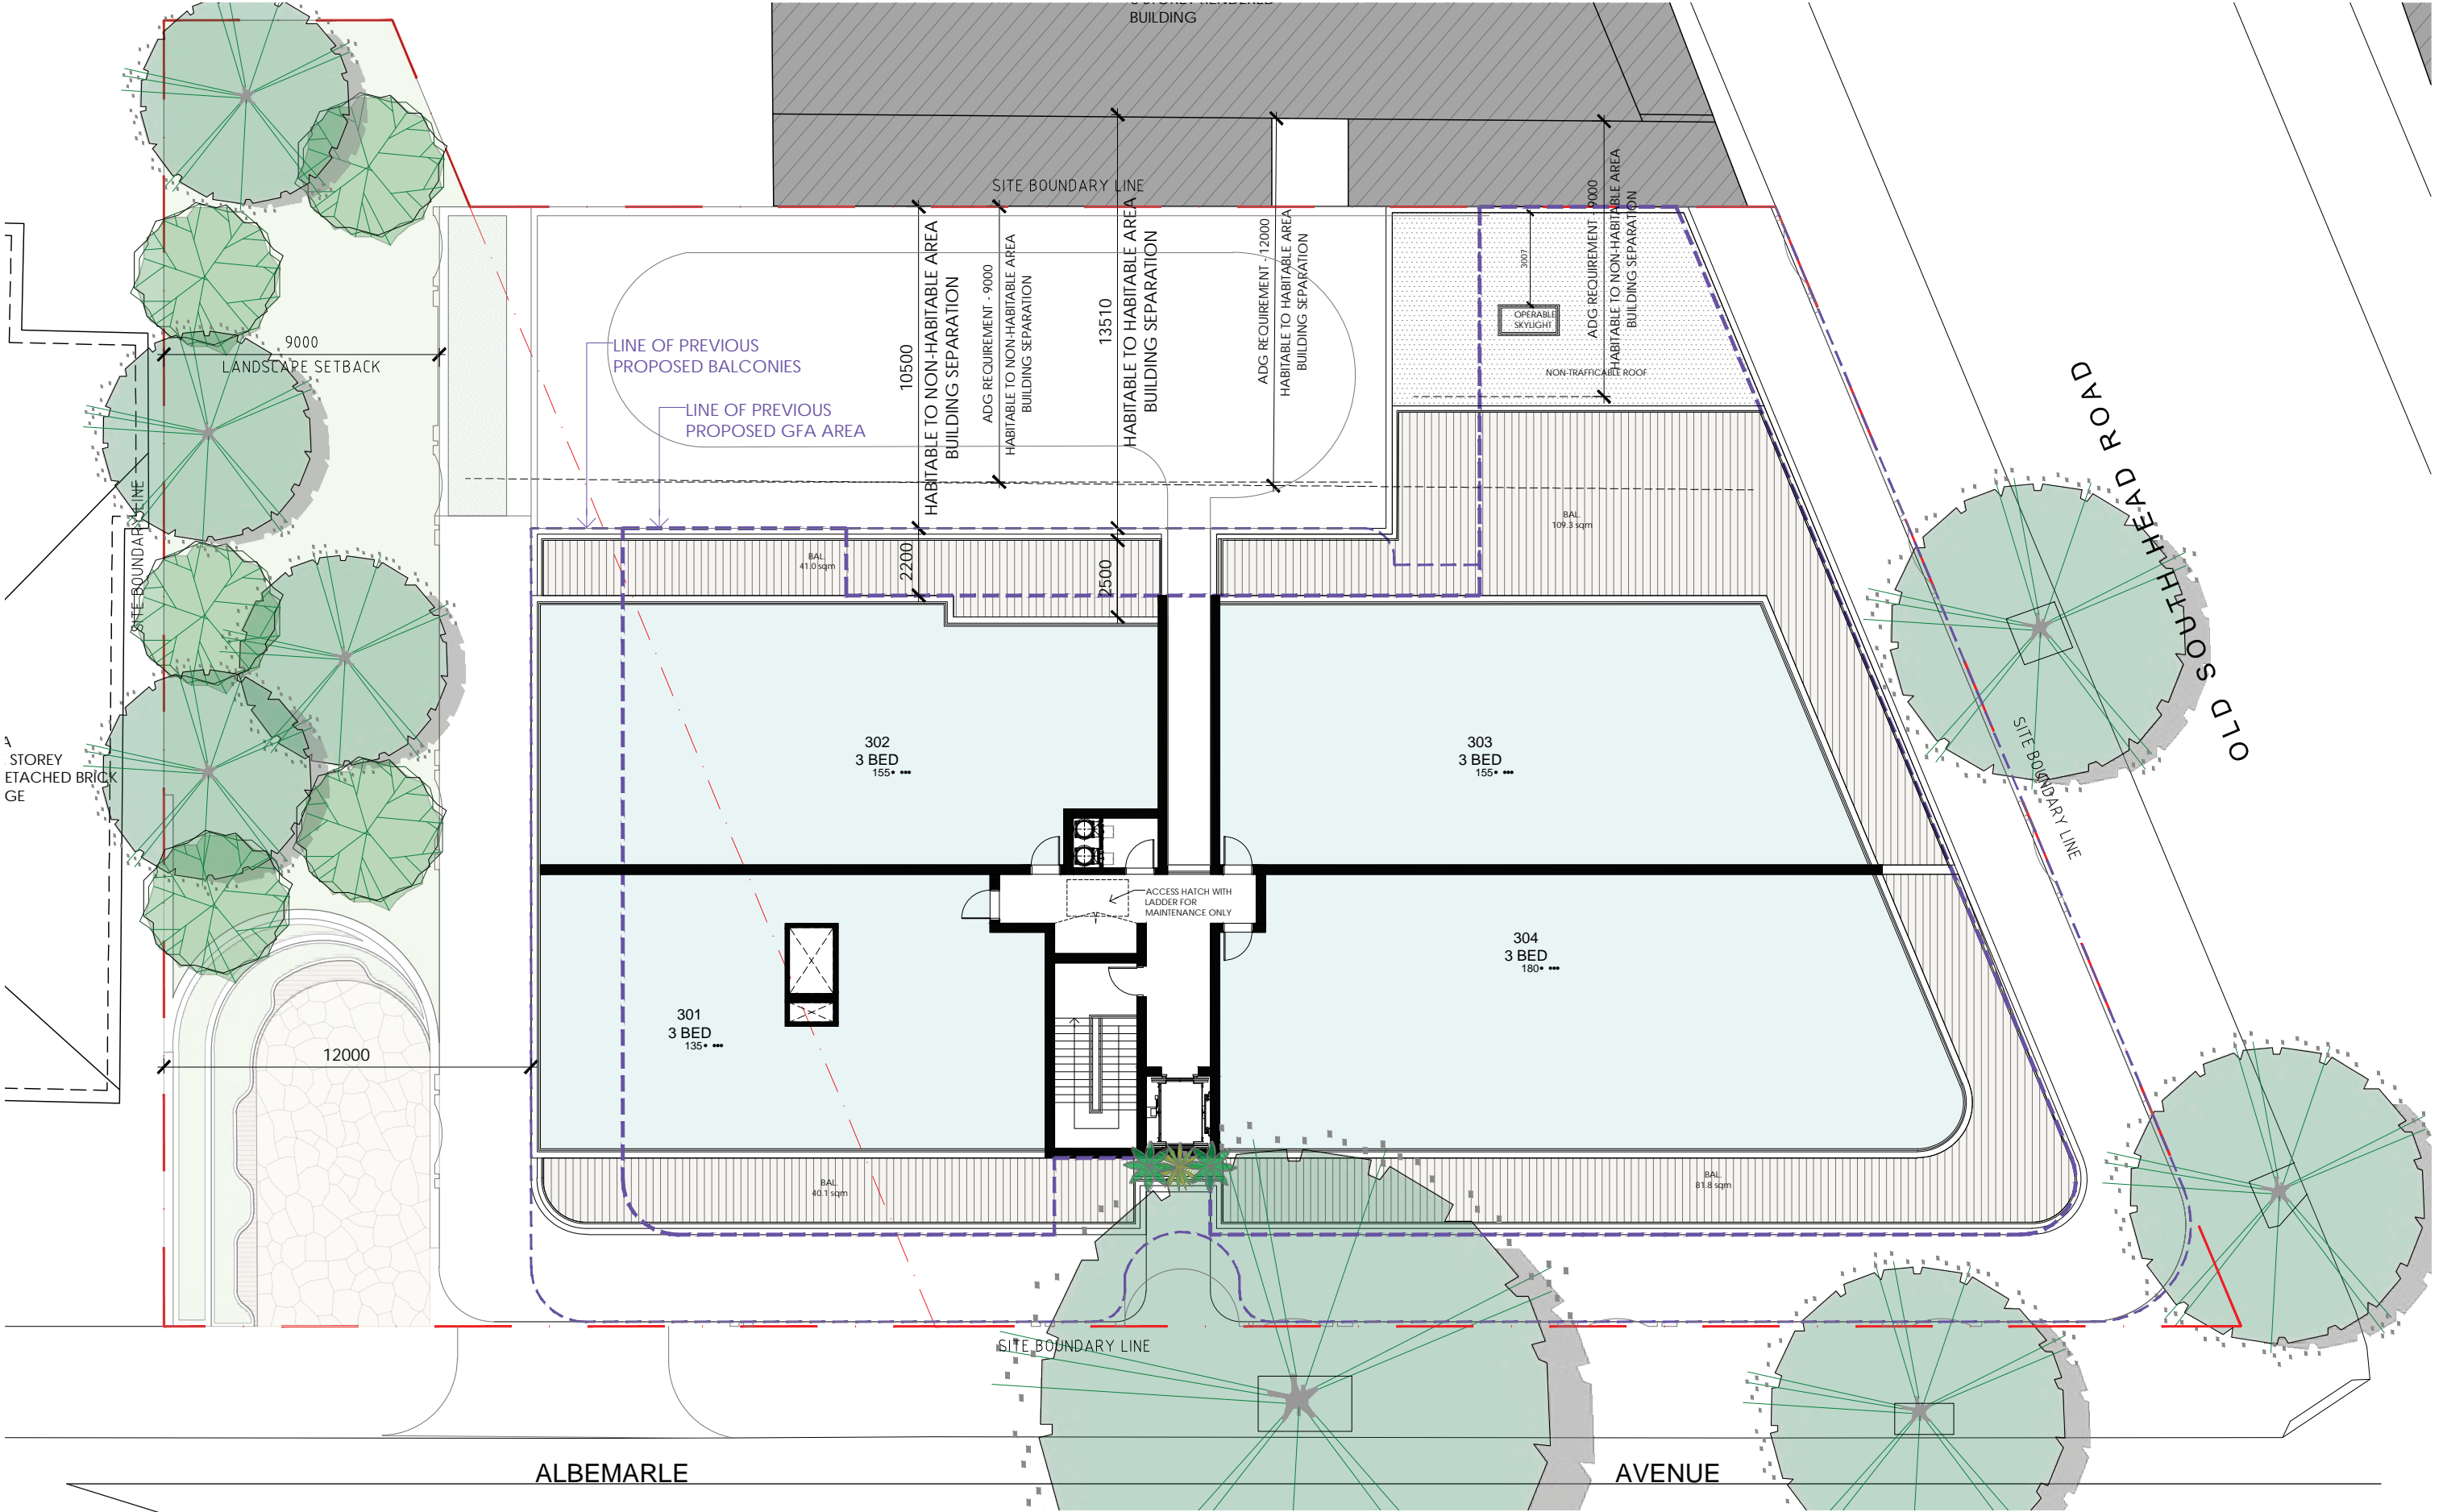 BUILDING
SITE BOUNDARY LINE
9000
LANDSCAPE SETBACK
LINE OF PREVIOUS
PROPOSED BALCONIES
LINE OF PREVIOUS
PROPOSED GFA AREA
10500
HABITABLE TO NON-HABITABLE AREA
BUILDING SEPARATION
ADG REQUIREMENT - 9000
HABITABLE TO NON-HABITABLE AREA
BUILDING SEPARATION
13510
HABITABLE TO HABITABLE AREA
BUILDING SEPARATION
ADG REQUIREMENT - 12000
HABITABLE TO HABITABLE AREA
BUILDING SEPARATION
3007
OPERABLE
SKYLIGHT
ADG REQUIREMENT - 9000
HABITABLE TO NON-HABITABLE AREA
BUILDING SEPARATION
NON-TRAFFICABLE ROOF
OLD SOUTH HEAD ROAD
SITE BOUNDARY LINE
BAL.
41.0 sqm
2200
2500
BAL.
109.3 sqm
302
3 BED
155
303
3 BED
155
SITE BOUNDARY LINE
STOREY
ETACHED BRICK
GE
ACCESS HATCH WITH
LADDER FOR
MAINTENANCE ONLY
301
3 BED
135
304
3 BED
180
12000
BAL.
40.1 sqm
BAL.
81.8 sqm
SITE BOUNDARY LINE
ALBEMARLE AVENUE